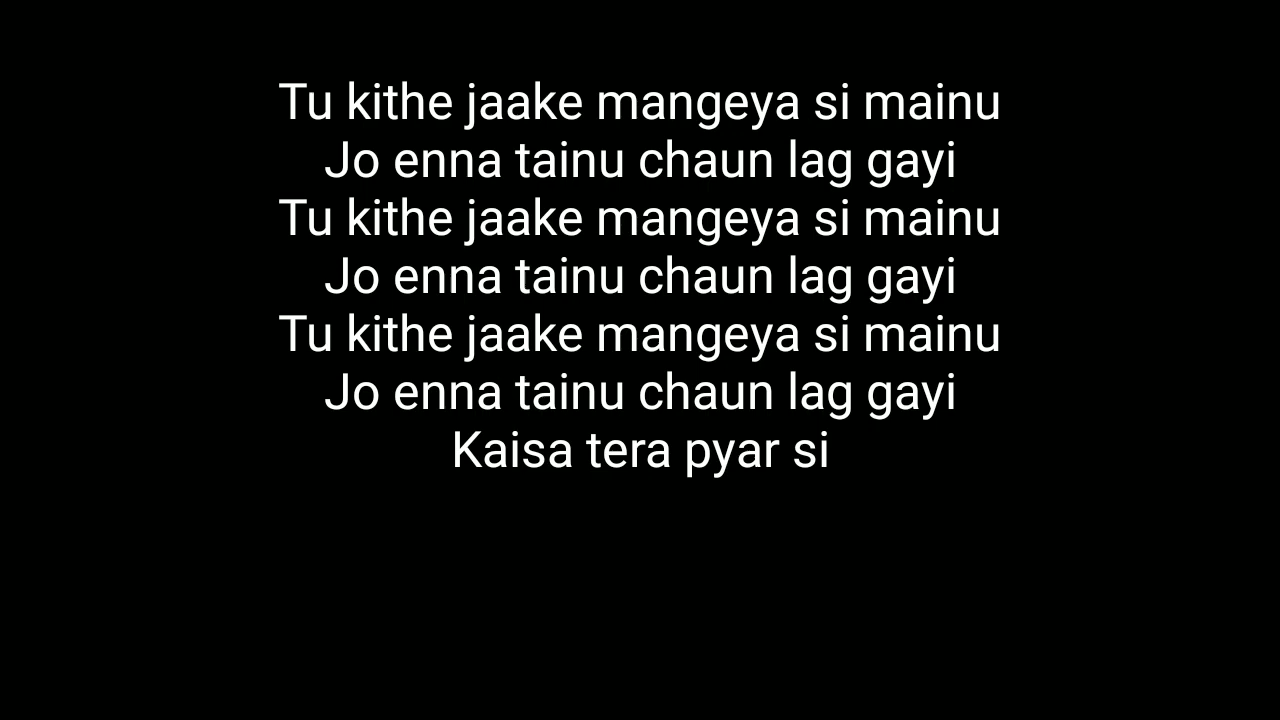 Tu kithe jaake mangeya si mainu
Jo enna tainu chaun lag gayi
Tu kithe jaake mangeya si mainu
Jo enna tainu chaun lag gayi
Tu kithe jaake mangeya si mainu
Jo enna tainu chaun lag gayi
Kaisa tera pyar si